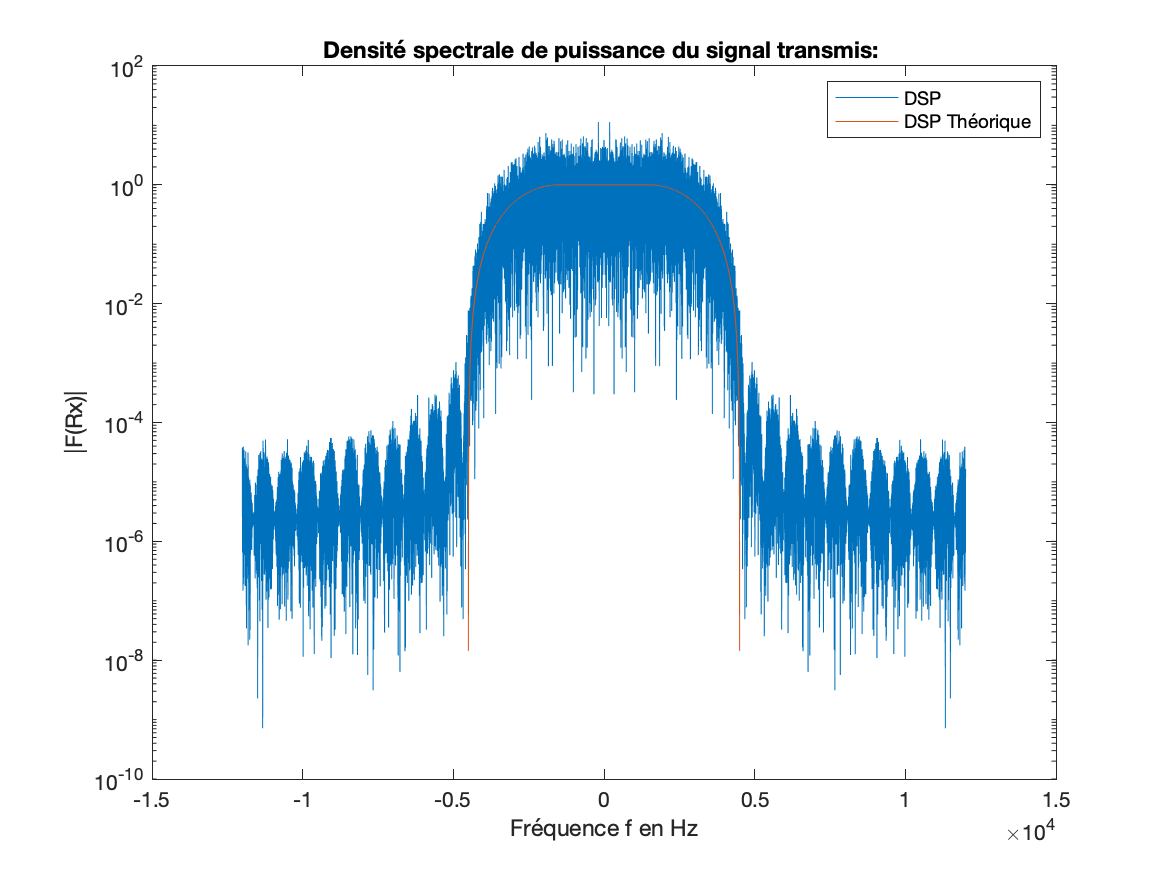 Densité spectrale de puissance du signal transmis:
DSP
DSP Théorique
10^2
10^0
10^-2
10^-4
10^-6
10^-8
10^-10
|F(Rx)|
-1.5 -1 -0.5 0 0.5 1 1.5
×10^4
Fréquence f en Hz